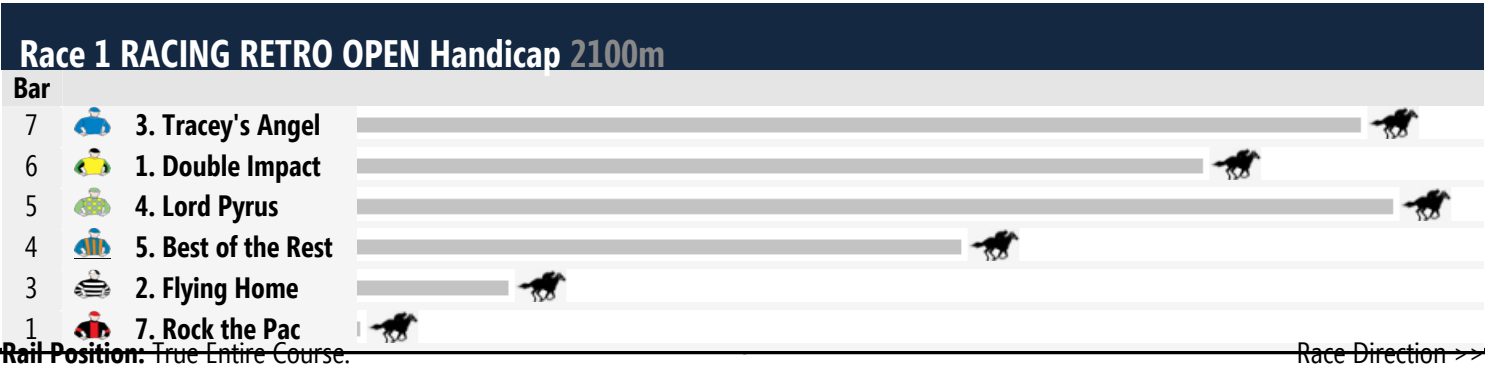 Race 1 RACING RETRO OPEN Handicap 2100m
Bar
7 3. Tracey's Angel
6 1. Double Impact
5 4. Lord Pyrus
4 5. Best of the Rest
3 2. Flying Home
1 7. Rock the Pac
Rail Position: True Entire Course. Race Direction >>